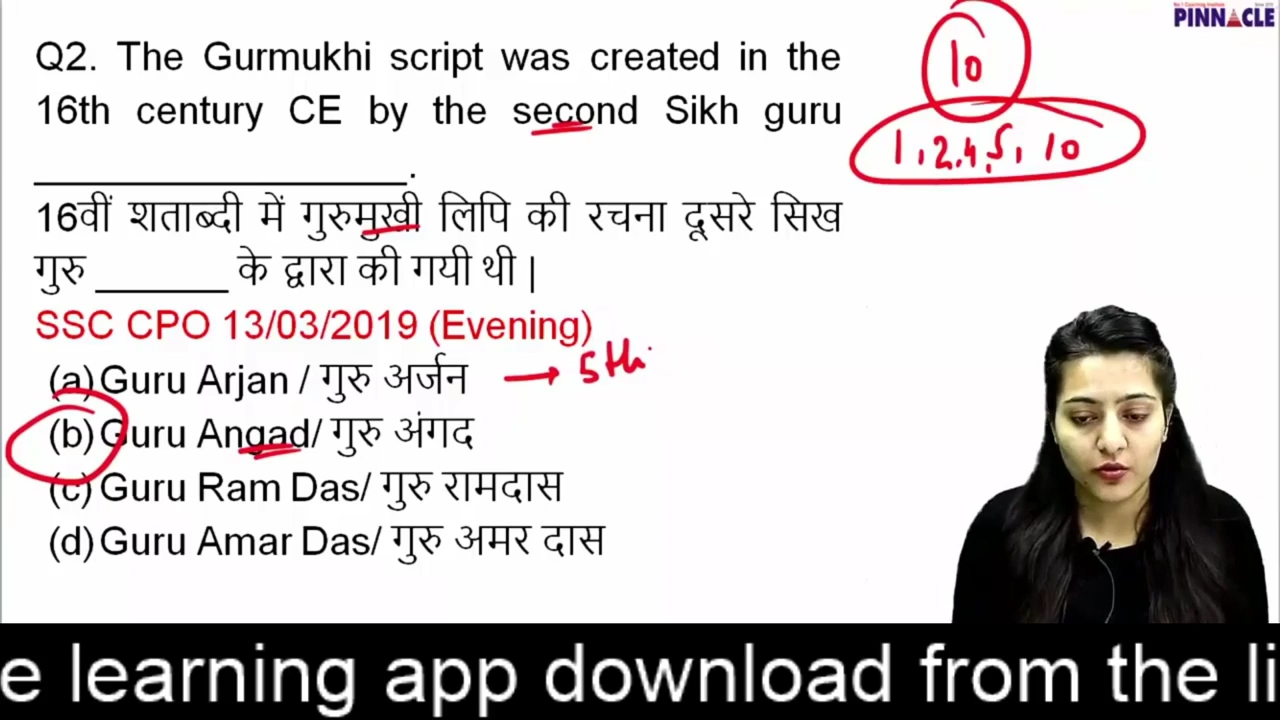 PINNACLE
10
1, 2, 4, 5, 10
Q2. The Gurmukhi script was created in the
16th century CE by the second Sikh guru
____________________.
16वीं शताब्दी में गुरुमुखी लिपि की रचना दूसरे सिख
गुरु ________ के द्वारा की गयी थी |
SSC CPO 13/03/2019 (Evening)
(a) Guru Arjan / गुरु अर्जन → 5th
(b) Guru Angad/ गुरु अंगद
(c) Guru Ram Das/ गुरु रामदास
(d) Guru Amar Das/ गुरु अमर दास
e learning app download from the li